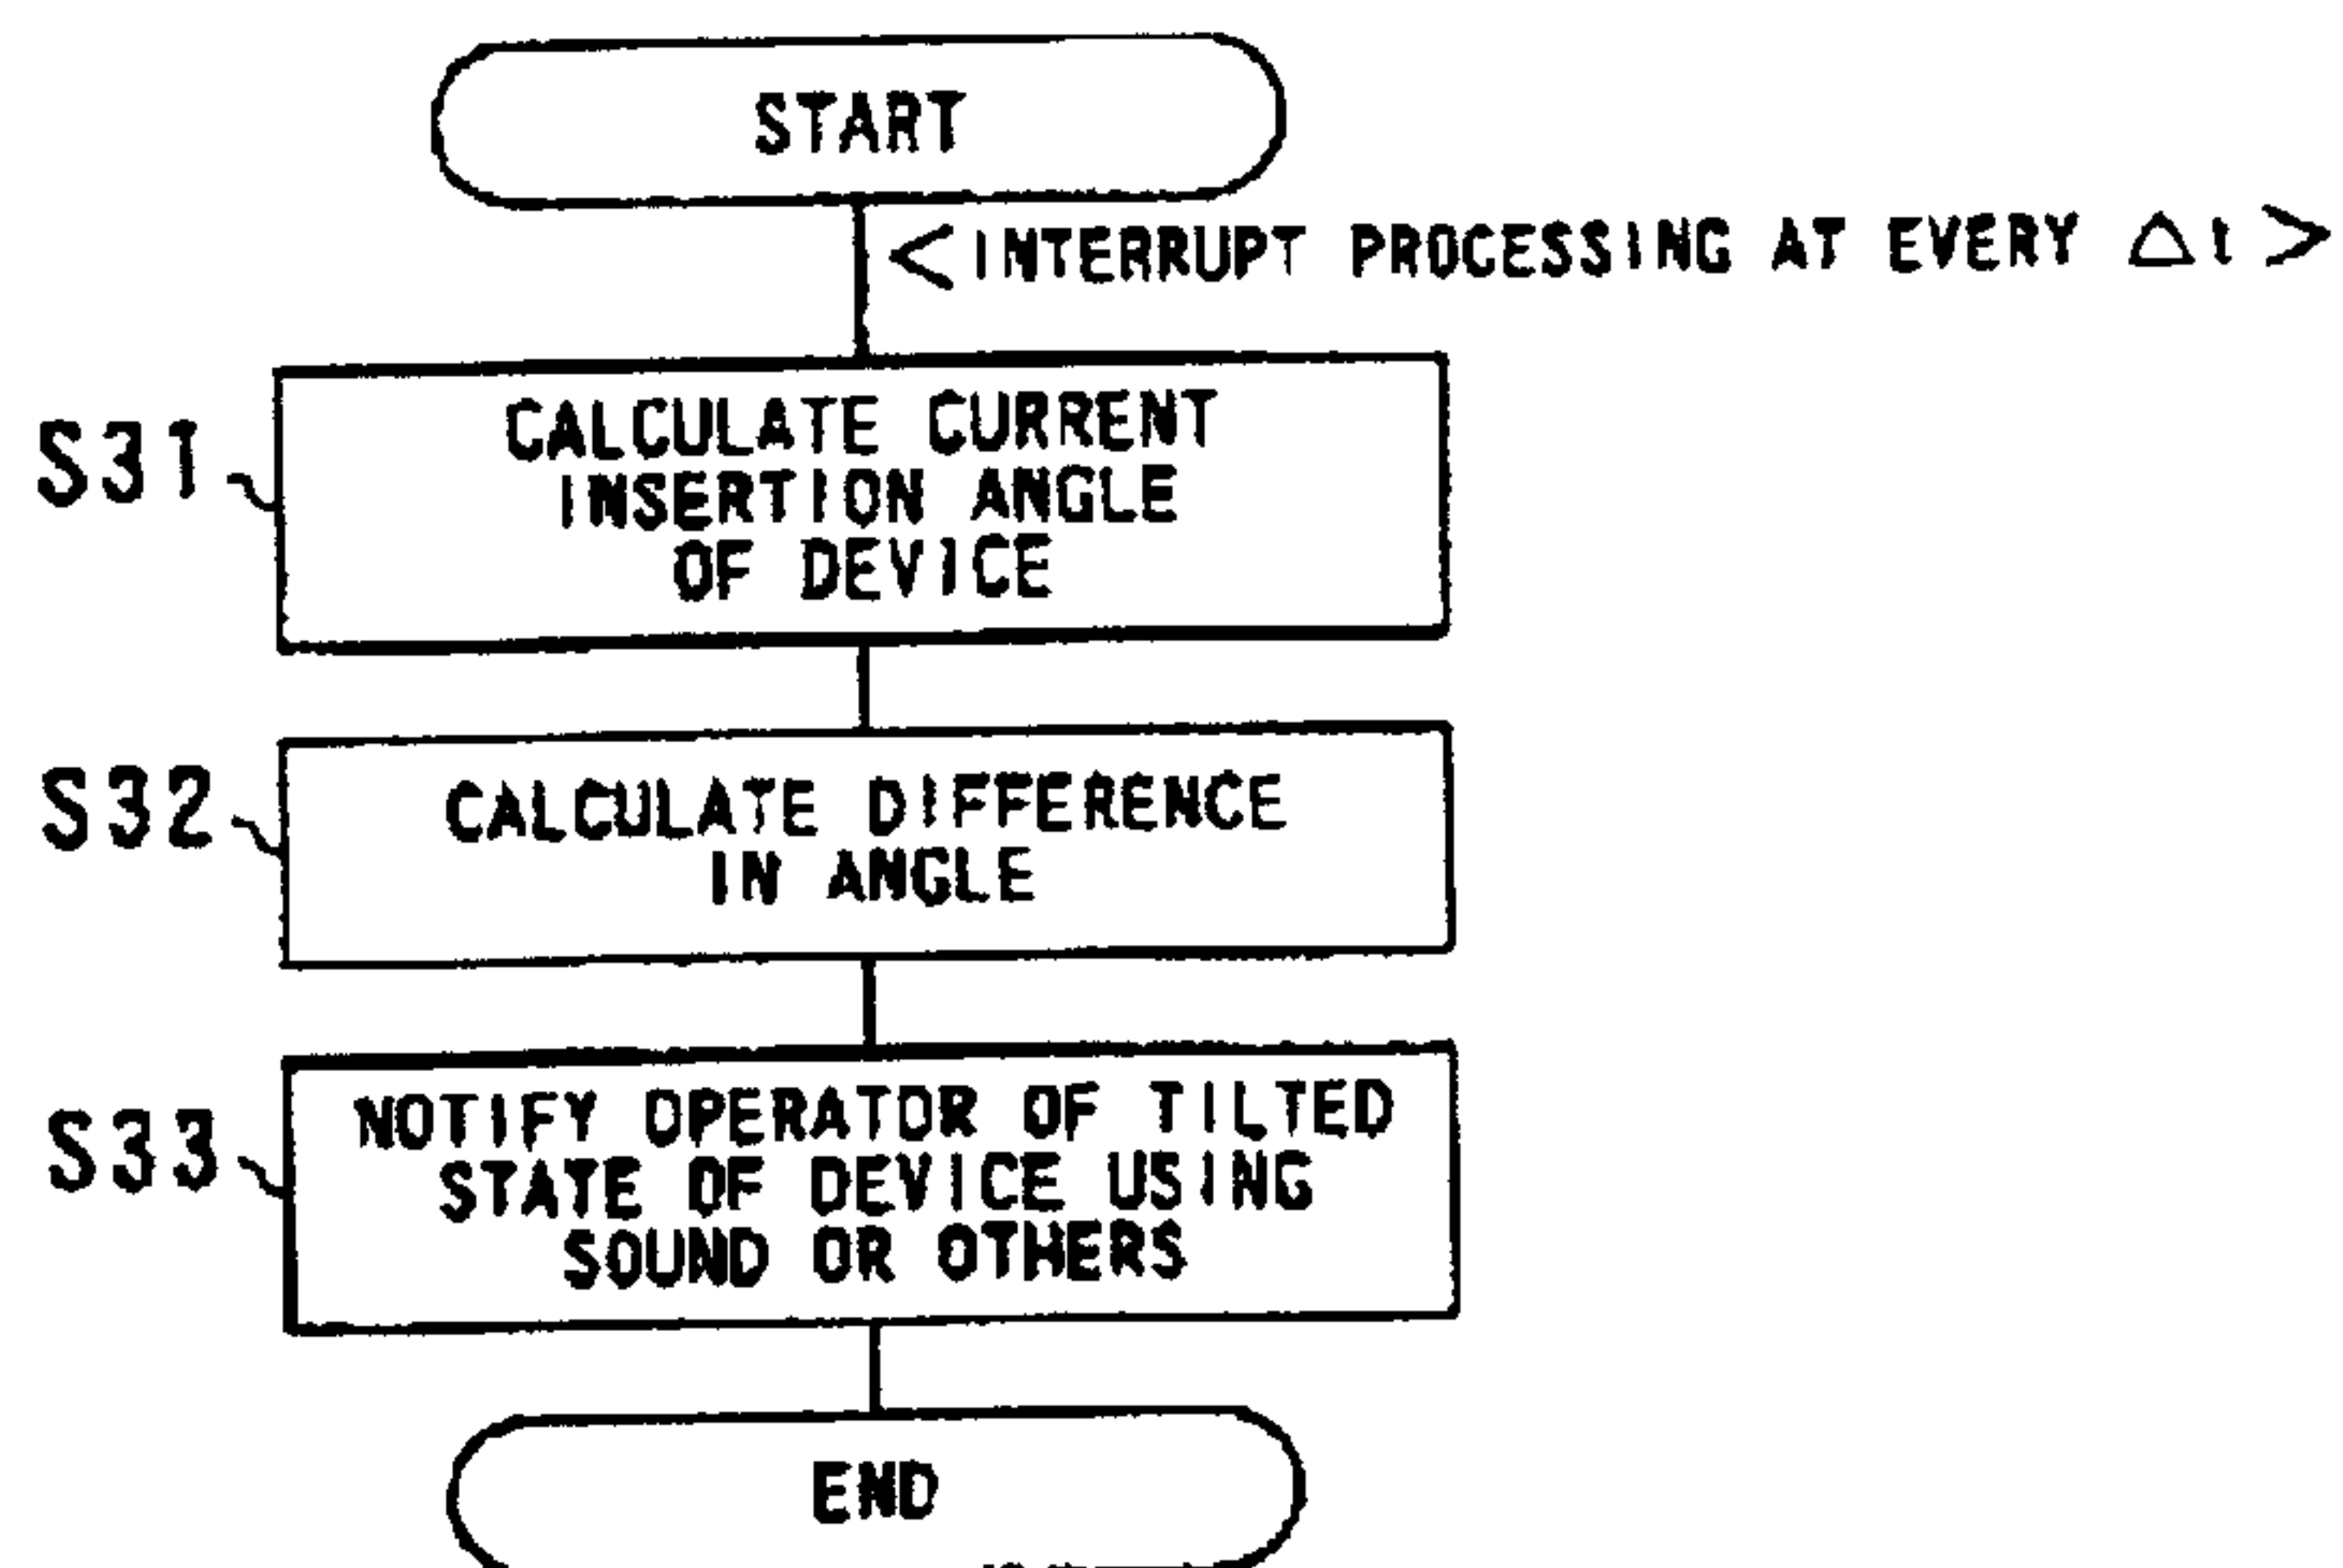 START
<INTERRUPT PROCESSING AT EVERY △t>
S31
CALCULATE CURRENT
INSERTION ANGLE
OF DEVICE
S32
CALCULATE DIFFERENCE
IN ANGLE
S33
NOTIFY OPERATOR OF TILTED
STATE OF DEVICE USING
SOUND OR OTHERS
END